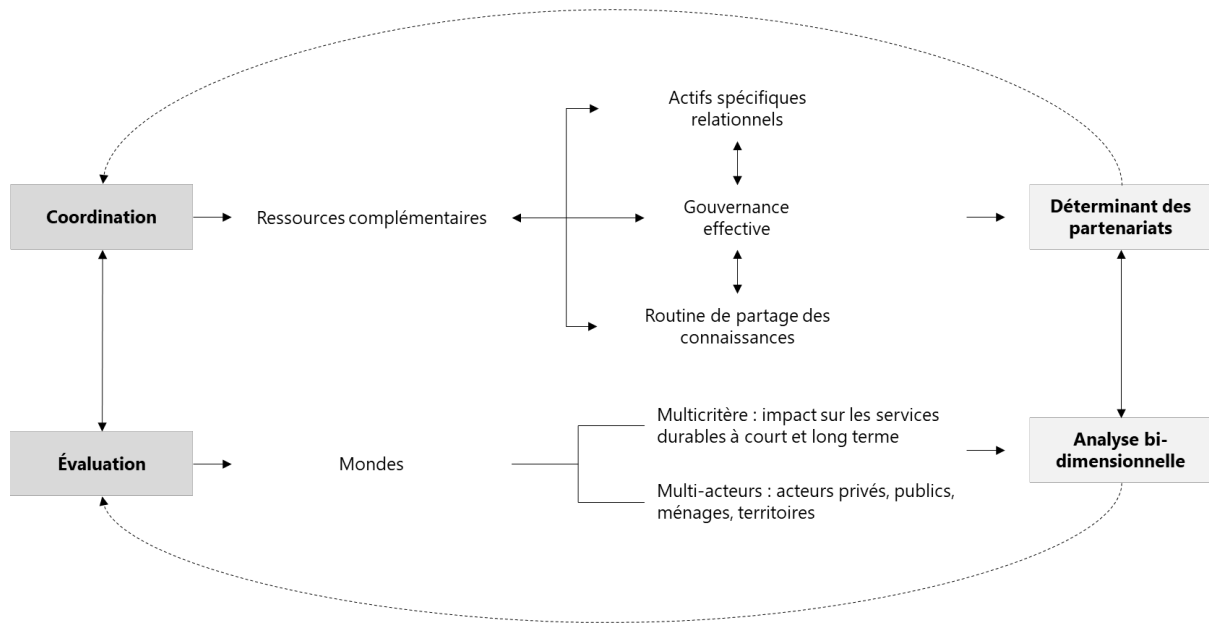 Actifs spécifiques
relationnels
Coordination
Ressources complémentaires
Gouvernance
effective
Déterminant des
partenariats
Routine de partage des
connaissances
Évaluation
Mondes
Multicritère : impact sur les services
durables à court et long terme
Multi-acteurs : acteurs privés, publics,
ménages, territoires
Analyse bi-
dimensionnelle